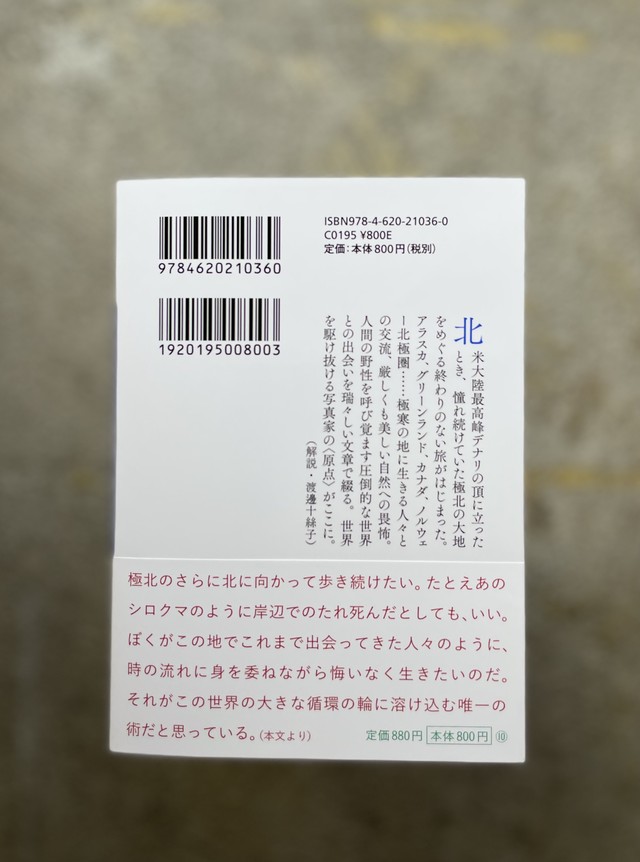 9784620210360
1920195008003
ISBN978-4-620-21036-0
C0195 ¥800E
定価：本体800円（税別）
北米大陸最高峰デナリの頂に立った
とき、憧れ続けていた極北の大地
をめぐる終わりのない旅がはじまった。
アラスカ、グリーンランド、カナダ、ノルウェ
ー北極圏……極寒の地に生きる人々と
の交流、厳しくも美しい自然への畏怖。
人間の野性を呼び覚ます圧倒的な世界
との出会いを瑞々しい文章で綴る。世界
を駆け抜ける写真家の〈原点〉がここに。
（解説・渡邊十絲子）
極北のさらに北に向かって歩き続けたい。たとえあの
シロクマのように岸辺でのたれ死んだとしても、いい。
ぼくがこの地でこれまで出会ってきた人々のように、
時の流れに身を委ねながら悔いなく生きたいのだ。
それがこの世界の大きな循環の輪に溶け込む唯一の
術だと思っている。（本文より）
定価880円 本体800円 ⑩